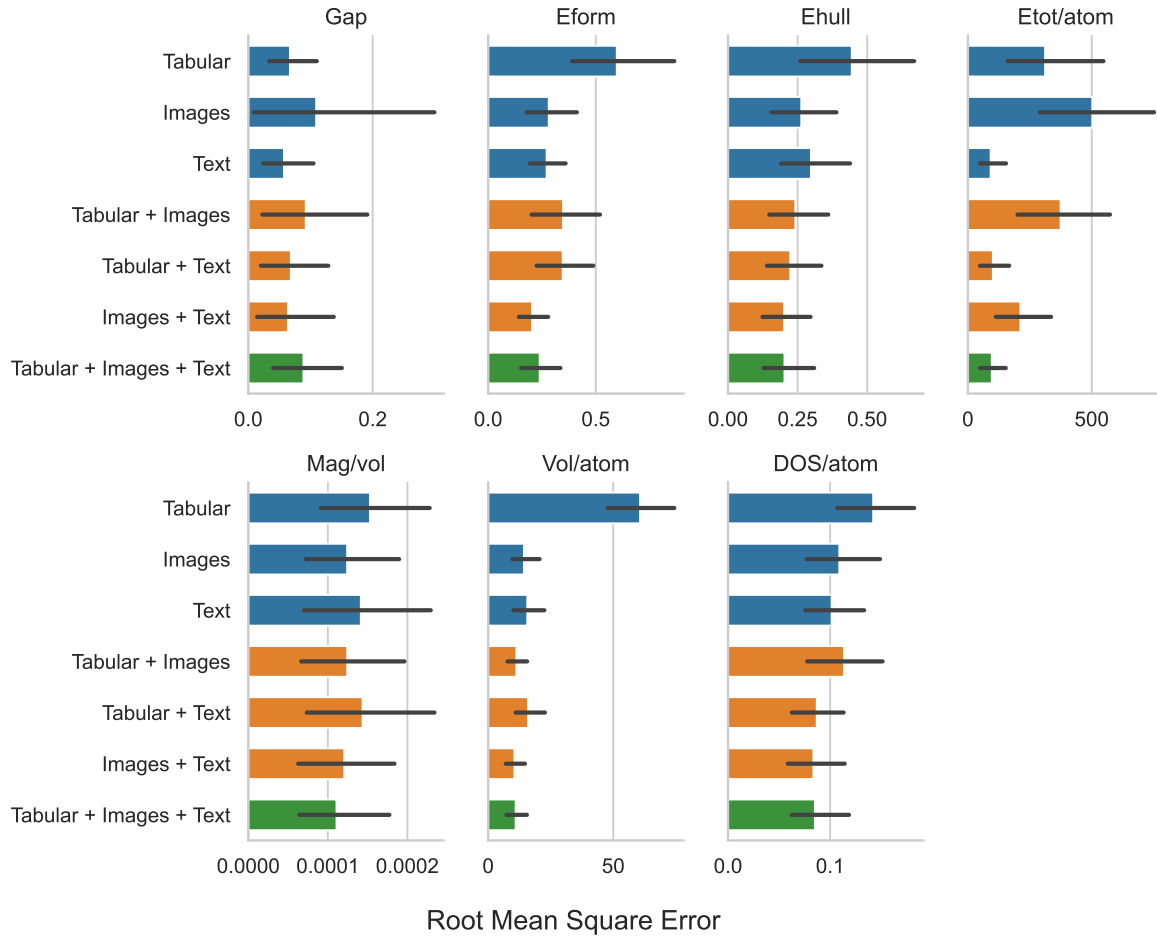 Gap Eform Ehull Etot/atom
Tabular
Images
Text
Tabular + Images
Tabular + Text
Images + Text
Tabular + Images + Text
0.0 0.2 0.0 0.5 0.00 0.25 0.50 0 500
Mag/vol Vol/atom DOS/atom
Tabular
Images
Text
Tabular + Images
Tabular + Text
Images + Text
Tabular + Images + Text
0.0000 0.0001 0.0002 0 50 0.0 0.1
Root Mean Square Error